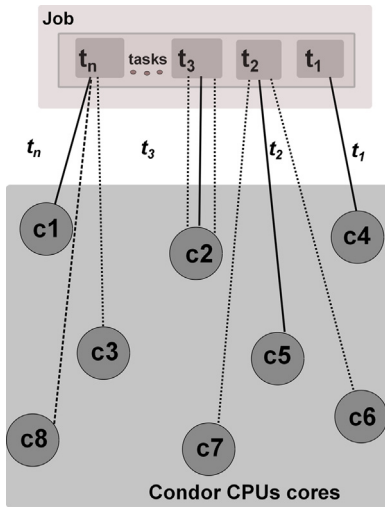 Job
tn tasks t3 t2 t1
tn t3 t2 t1
c1 c2 c4
c3 c5
c6
c8 c7
Condor CPUs cores